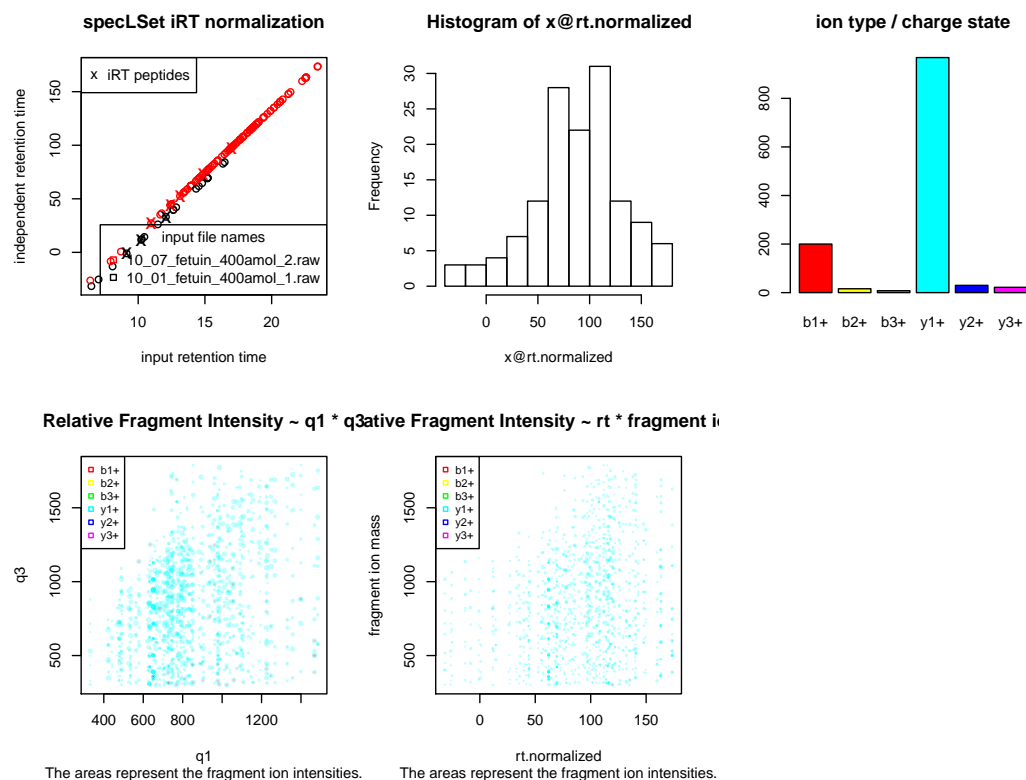 specLSet iRT normalization
independent retention time
0 50 100 150
x iRT peptides
input file names
10_07_fetuin_400amol_2.raw
10_01_fetuin_400amol_1.raw
10 15 20
input retention time
Histogram of x@rt.normalized
Frequency
0 5 10 15 20 25 30
0 50 100 150
x@rt.normalized
ion type / charge state
0 200 400 600 800
b1+ b2+ b3+ y1+ y2+ y3+
Relative Fragment Intensity ~ q1 * q3
q3
500 1000 1500
b1+
b2+
b3+
y1+
y2+
y3+
400 600 800 1200
q1
The areas represent the fragment ion intensities.
ative Fragment Intensity ~ rt * fragment i
fragment ion mass
500 1000 1500
b1+
b2+
b3+
y1+
y2+
y3+
0 50 100 150
rt.normalized
The areas represent the fragment ion intensities.